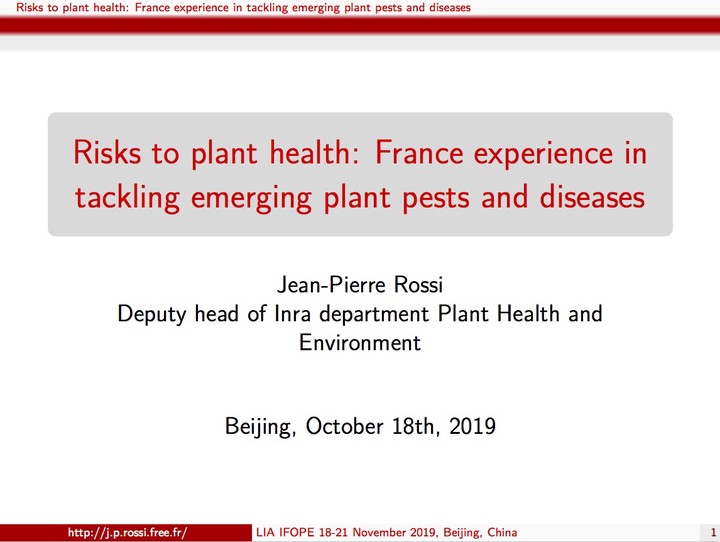 Risks to plant health: France experience in tackling emerging plant pests and diseases
Risks to plant health: France experience in
tackling emerging plant pests and diseases
Jean-Pierre Rossi
Deputy head of Inra department Plant Health and
Environment
Beijing, October 18th, 2019
http://j.p.rossi.free.fr/ LIA IFOPE 18-21 November 2019, Beijing, China 1